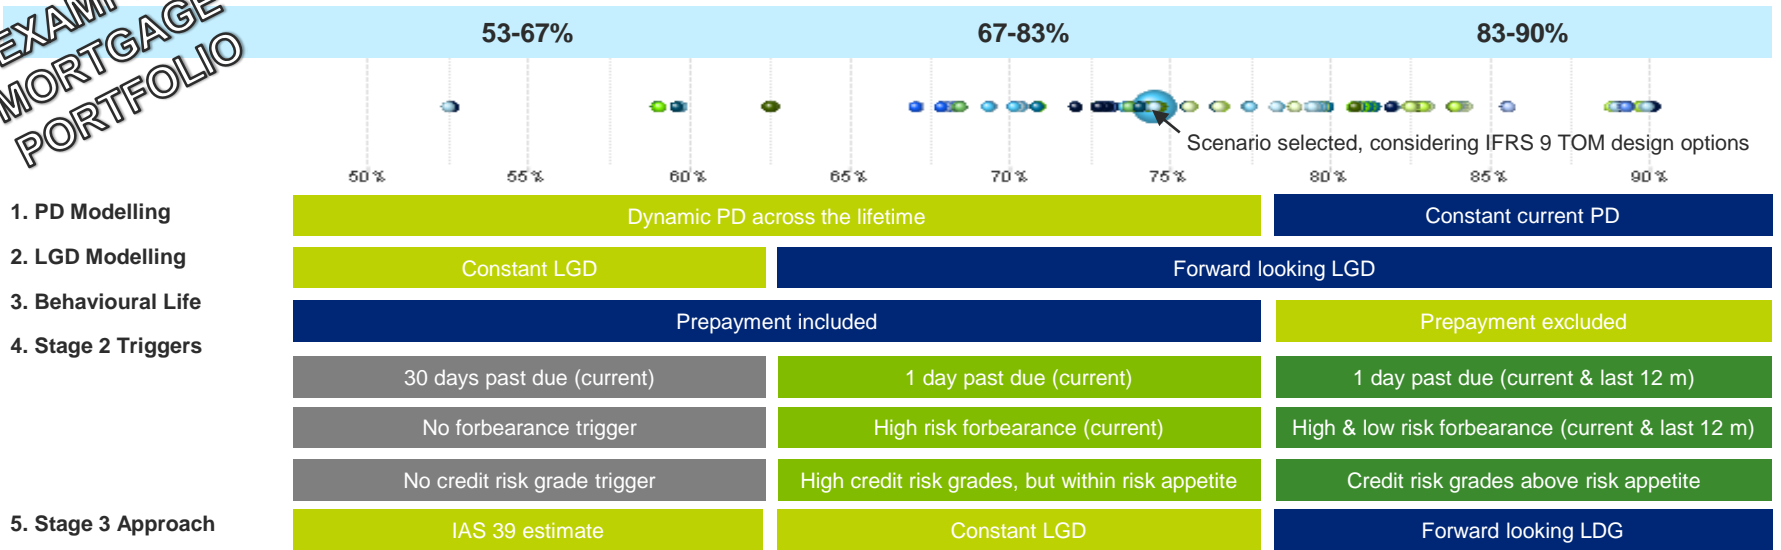 MORTGAGE
PORTFOLIO
53-67%
67-83%
83-90%
Scenario selected, considering IFRS 9 TOM design options
50%
55%
60%
65%
70%
75%
80%
85%
90%
1. PD Modelling
Dynamic PD across the lifetime
Constant current PD
2. LGD Modelling
Constant LGD
Forward looking LGD
3. Behavioural Life
Prepayment included
Prepayment excluded
4. Stage 2 Triggers
30 days past due (current)
1 day past due (current)
1 day past due (current & last 12 m)
No forbearance trigger
High risk forbearance (current)
High & low risk forbearance (current & last 12 m)
No credit risk grade trigger
High credit risk grades, but within risk appetite
Credit risk grades above risk appetite
5. Stage 3 Approach
IAS 39 estimate
Constant LGD
Forward looking LDG